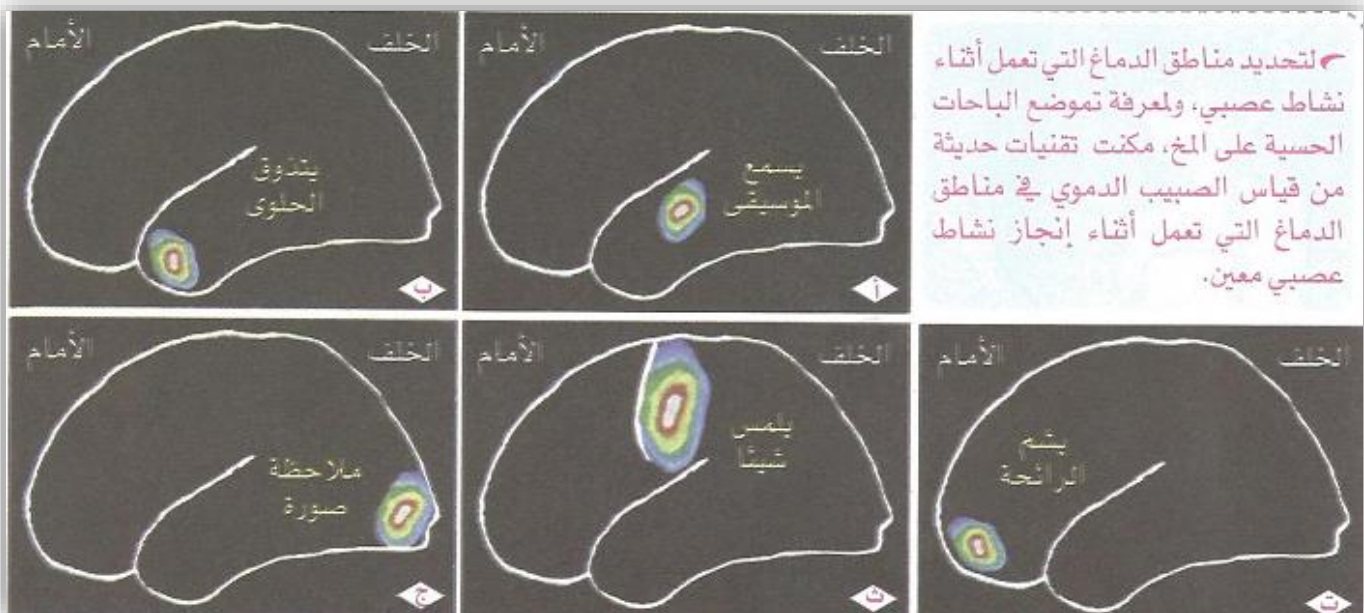 لتحديد مناطق الدماغ التي تعمل أثناء
نشاط عصبي، ولمعرفة تموضع الباحات
الحسية على المخ، مكنت تقنيات حديثة
من قياس الصبيب الدموي في مناطق
الدماغ التي تعمل أثناء إنجاز نشاط
عصبي معين.
الخلف
الأمام
يسمع
الموسيقى
أ
الخلف
الأمام
يتذوق
الحلوى
ب
الخلف
الأمام
يشم
الرائحة
ت
الخلف
الأمام
يلمس
شيئا
ث
الخلف
الأمام
ملاحظة
صورة
ج